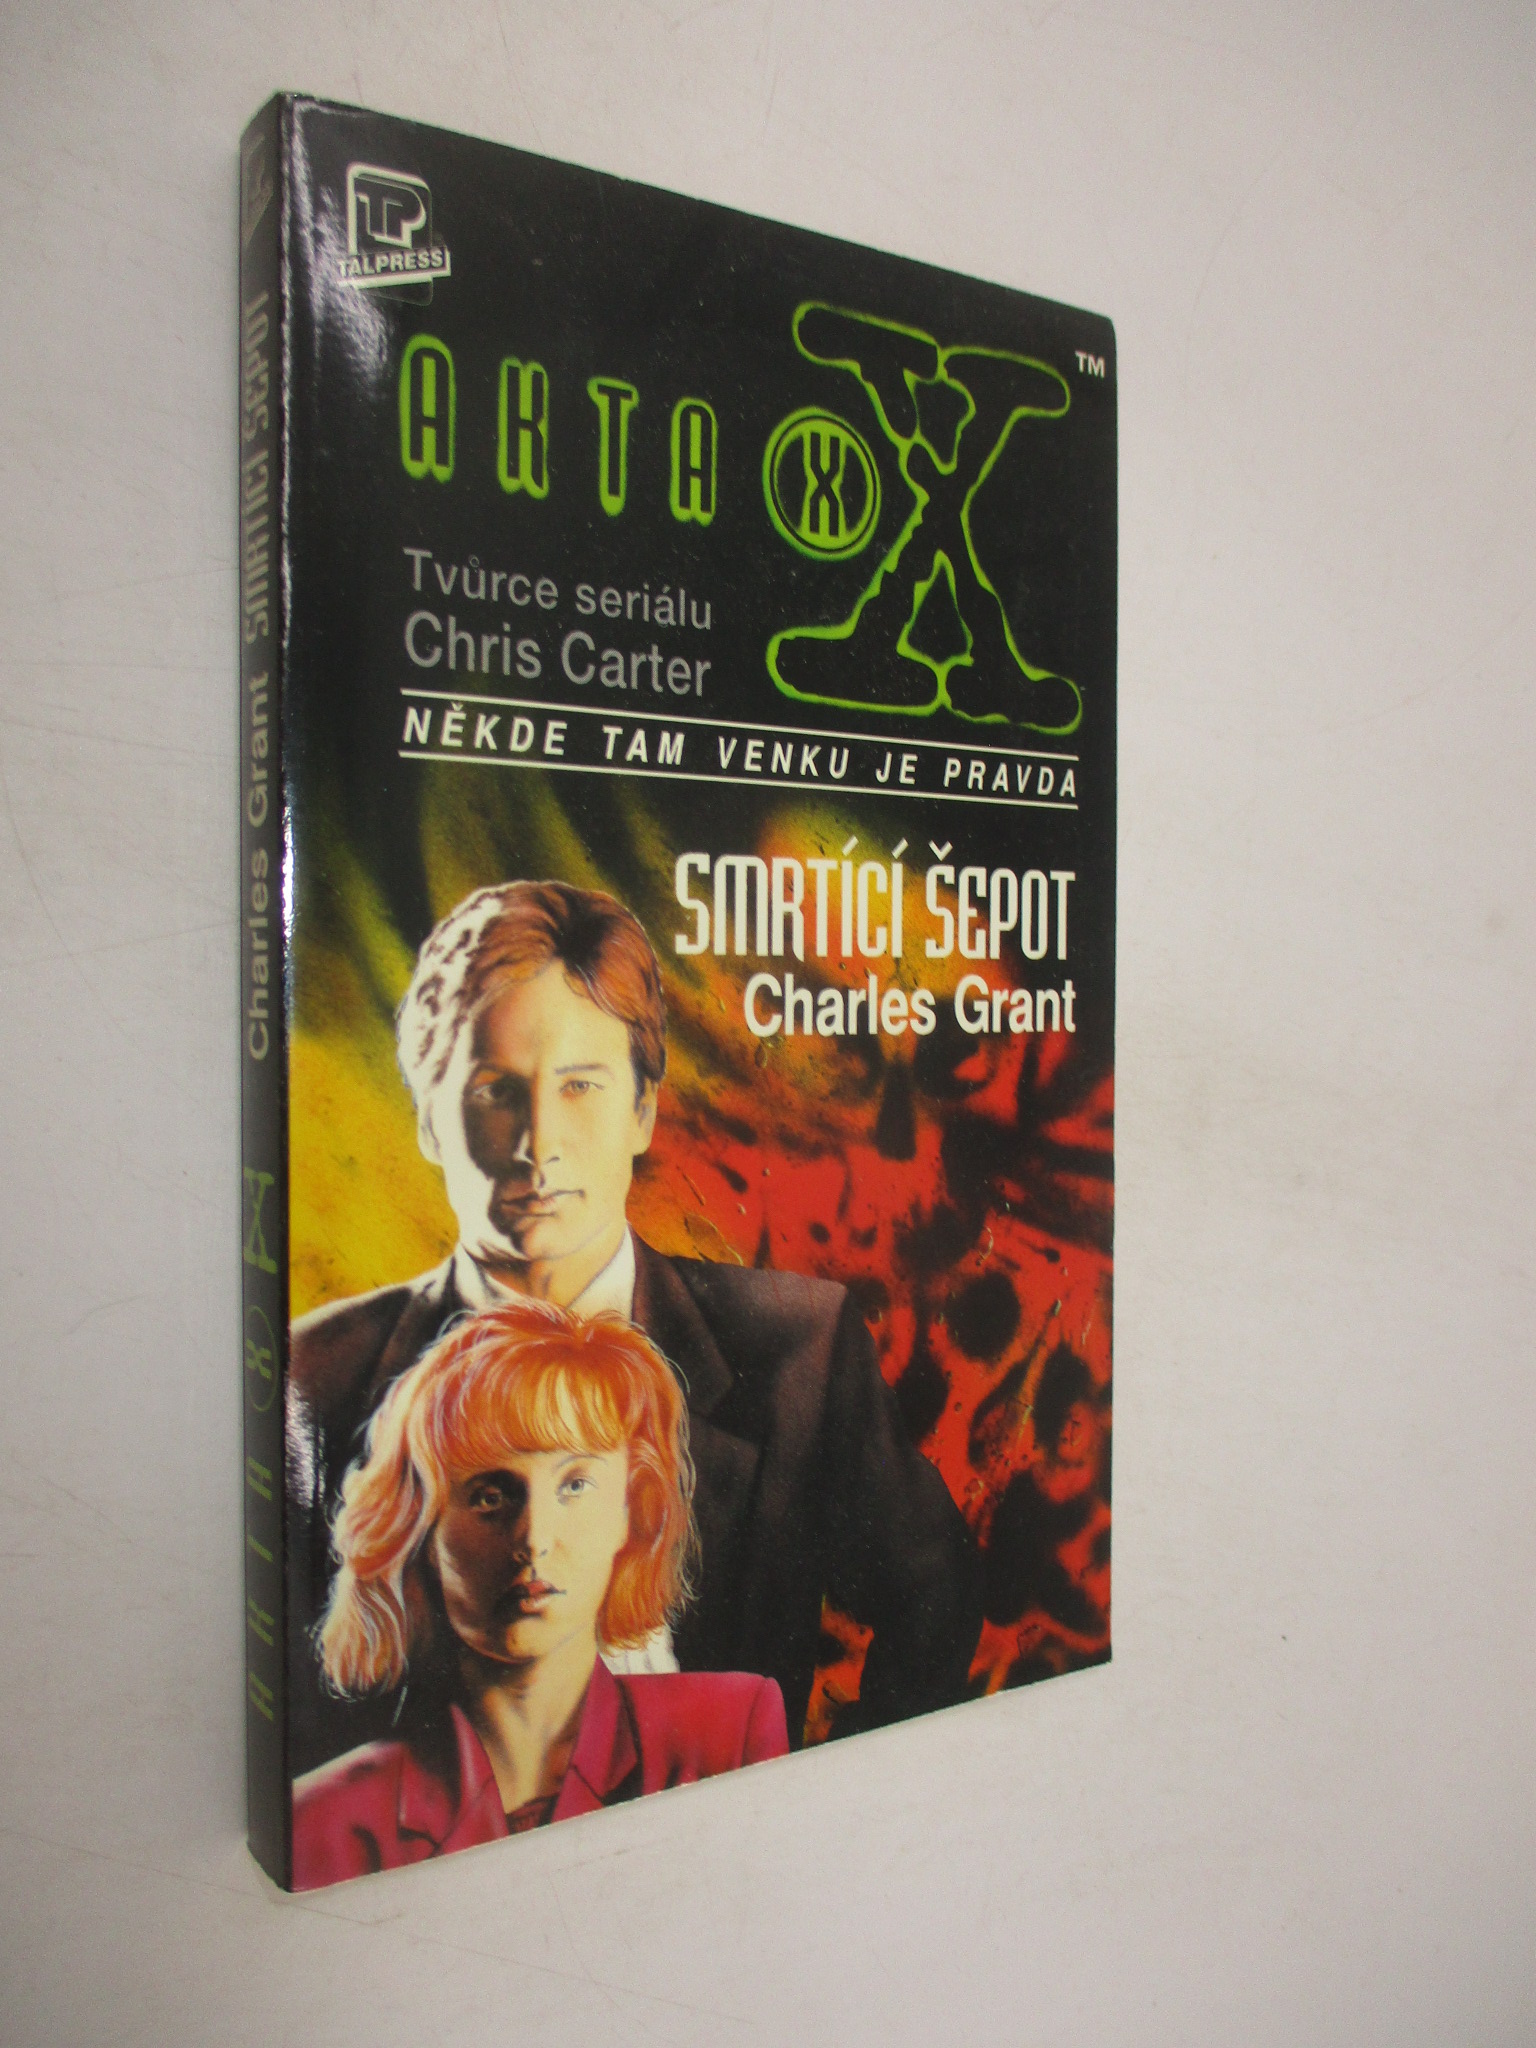 TP
TALPRESS
AKTA X X
TM
Tvůrce seriálu
Chris Carter
NĚKDE TAM VENKU JE PRAVDA
SMRTÍCÍ ŠEPOT
Charles Grant
AKTA X X Charles Grant SMRTÍCÍ ŠEPOT